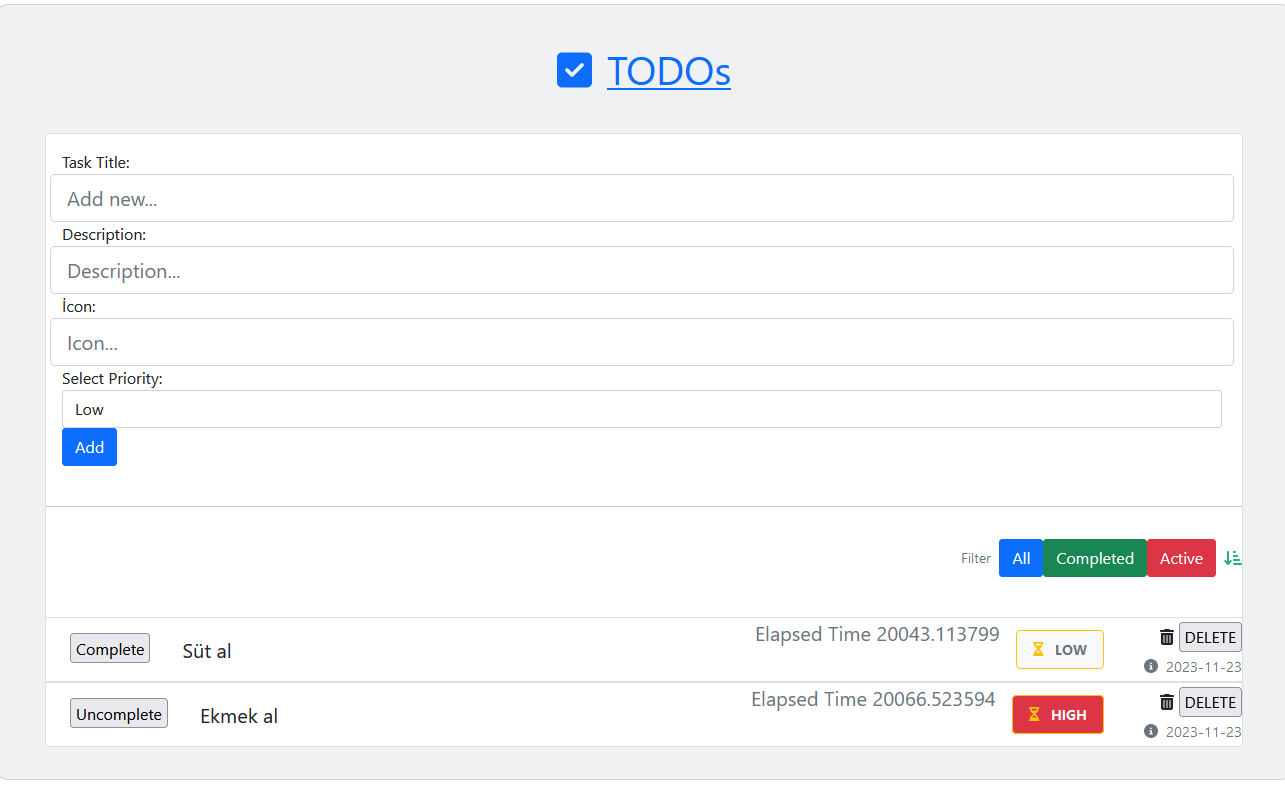 TODOs
Task Title:
Add new...
Description:
Description...
İcon:
Icon...
Select Priority:
Low
Add
Filter All Completed Active
Complete Süt al Elapsed Time 20043.113799 LOW DELETE
2023-11-23
Uncomplete Ekmek al Elapsed Time 20066.523594 HIGH DELETE
2023-11-23